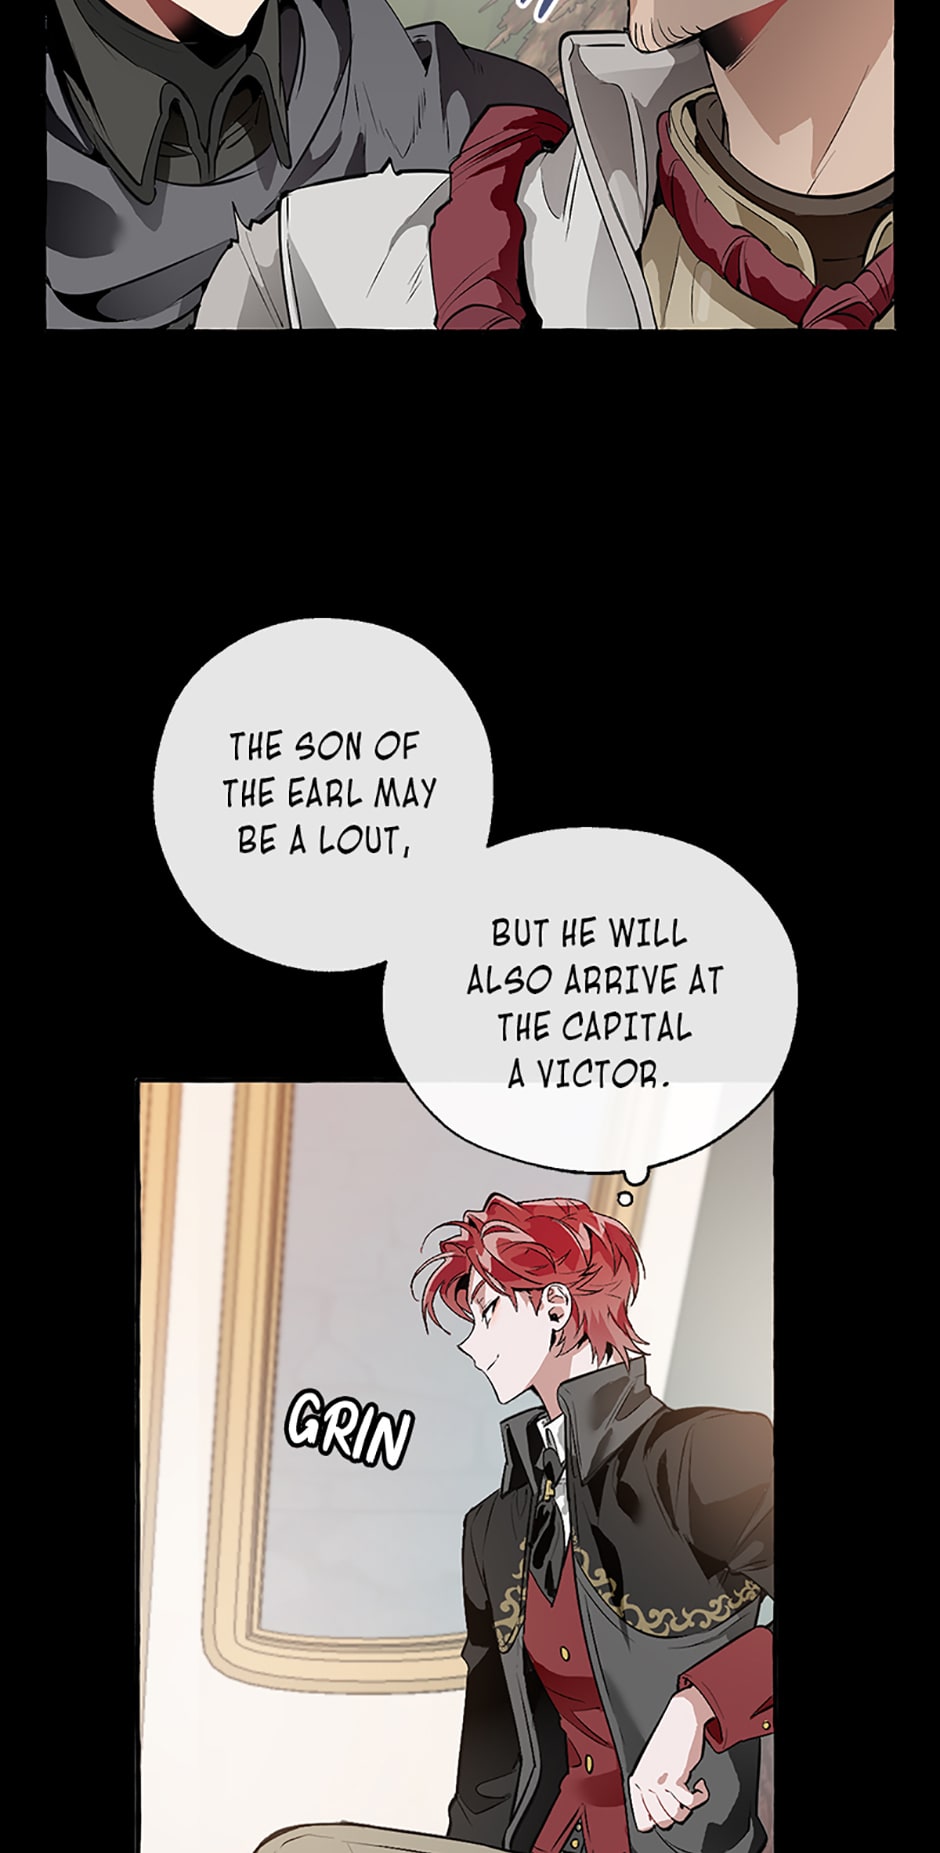 THE SON OF
THE EARL MAY
BE A LOUT,
BUT HE WILL
ALSO ARRIVE AT
THE CAPITAL
A VICTOR.
GRIN